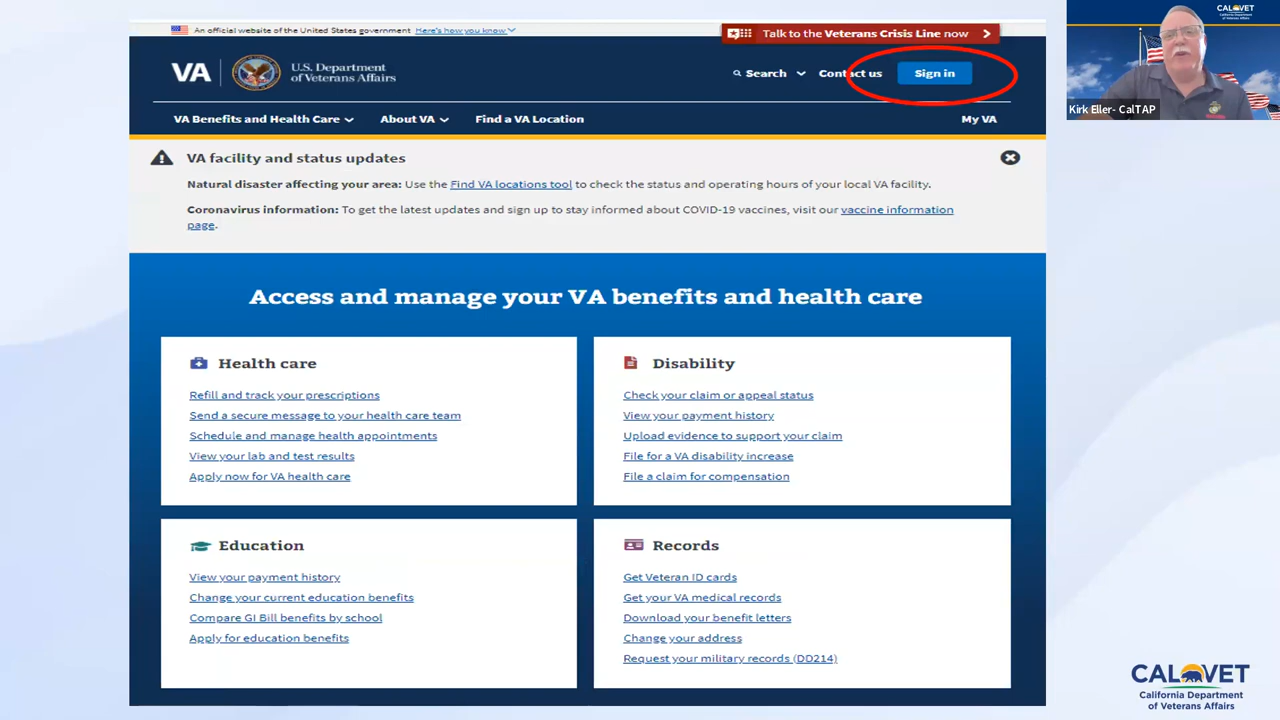 An official website of the United States government Here's how you know
Talk to the Veterans Crisis Line now
VA
U.S. Department
of Veterans Affairs
Search
Contact us
Sign in
VA Benefits and Health Care
About VA
Find a VA Location
My VA
VA facility and status updates
Natural disaster affecting your area: Use the Find VA locations tool to check the status and operating hours of your local VA facility.
Coronavirus information: To get the latest updates and sign up to stay informed about COVID-19 vaccines, visit our vaccine information
page.
Access and manage your VA benefits and health care
Health care
Refill and track your prescriptions
Send a secure message to your health care team
Schedule and manage health appointments
View your lab and test results
Apply now for VA health care
Disability
Check your claim or appeal status
View your payment history
Upload evidence to support your claim
File for a VA disability increase
File a claim for compensation
Education
View your payment history
Change your current education benefits
Compare GI Bill benefits by school
Apply for education benefits
Records
Get Veteran ID cards
Get your VA medical records
Download your benefit letters
Change your address
Request your military records (DD214)
CALVET
California Department
of Veterans Affairs
Kirk Eller- CalTAP
CALVET
California Department
of Veterans Affairs